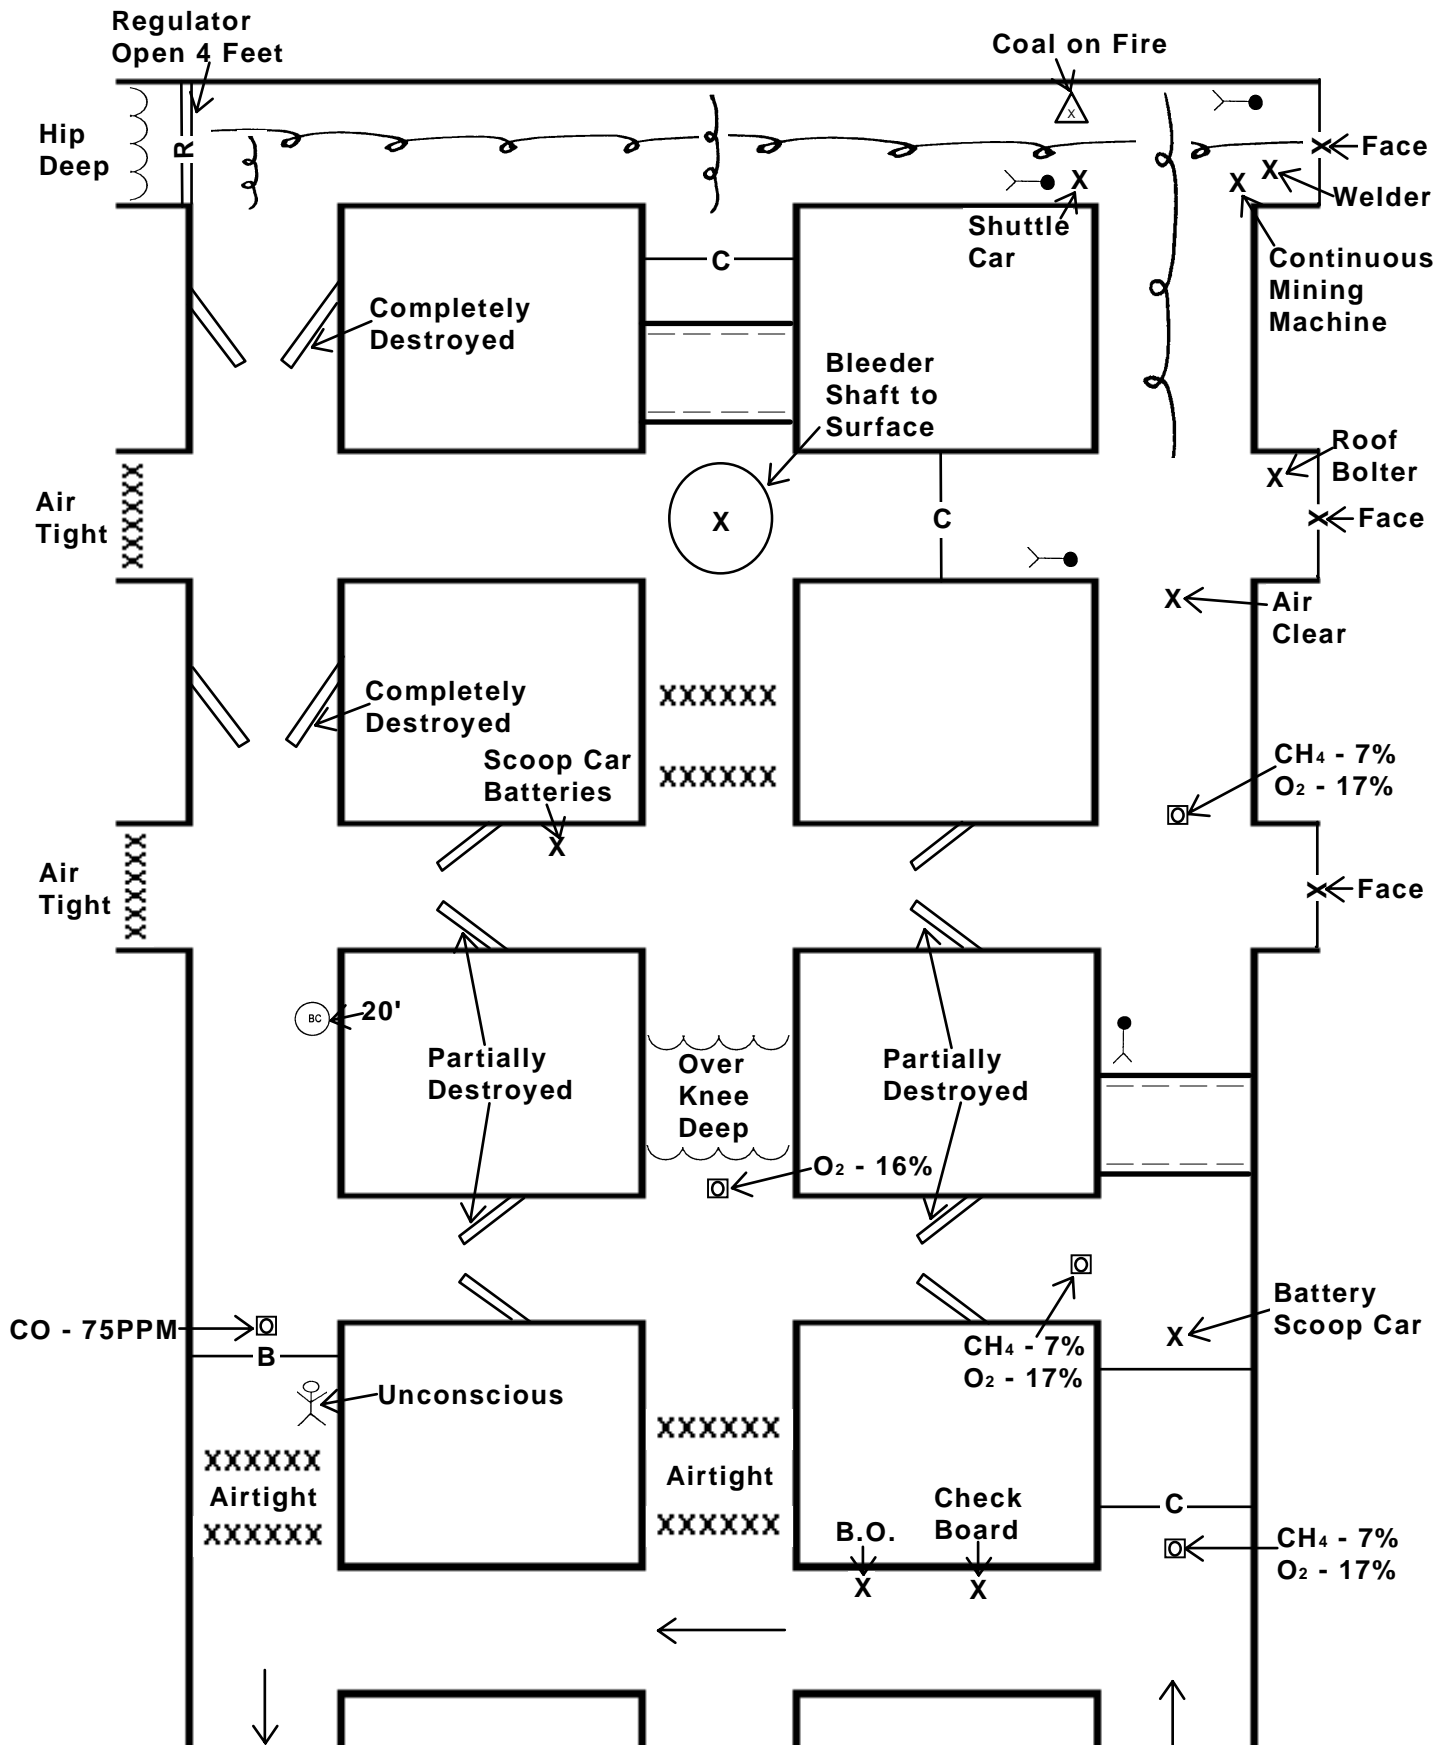 Regulator
Open 4 Feet
Coal on Fire
X
Hip
Deep
R
X
Face
X
X
X
Welder
Shuttle
Car
C
Continuous
Mining
Machine
Completely
Destroyed
Bleeder
Shaft to
Surface
Roof
Bolter
X
XXXXXX
Air
Tight
X
C
X
Face
X
Air
Clear
Completely
Destroyed
XXXXXX
XXXXXX
Scoop Car
Batteries
X
CH4 - 7%
O2 - 17%
XXXXXX
Air
Tight
X
Face
BC
20'
Partially
Destroyed
Over
Knee
Deep
Partially
Destroyed
O2 - 16%
CO - 75PPM
B
CH4 - 7%
O2 - 17%
X
Battery
Scoop Car
Unconscious
XXXXXX
Airtight
XXXXXX
XXXXXX
Airtight
XXXXXX
B.O.
X
Check
Board
X
C
CH4 - 7%
O2 - 17%